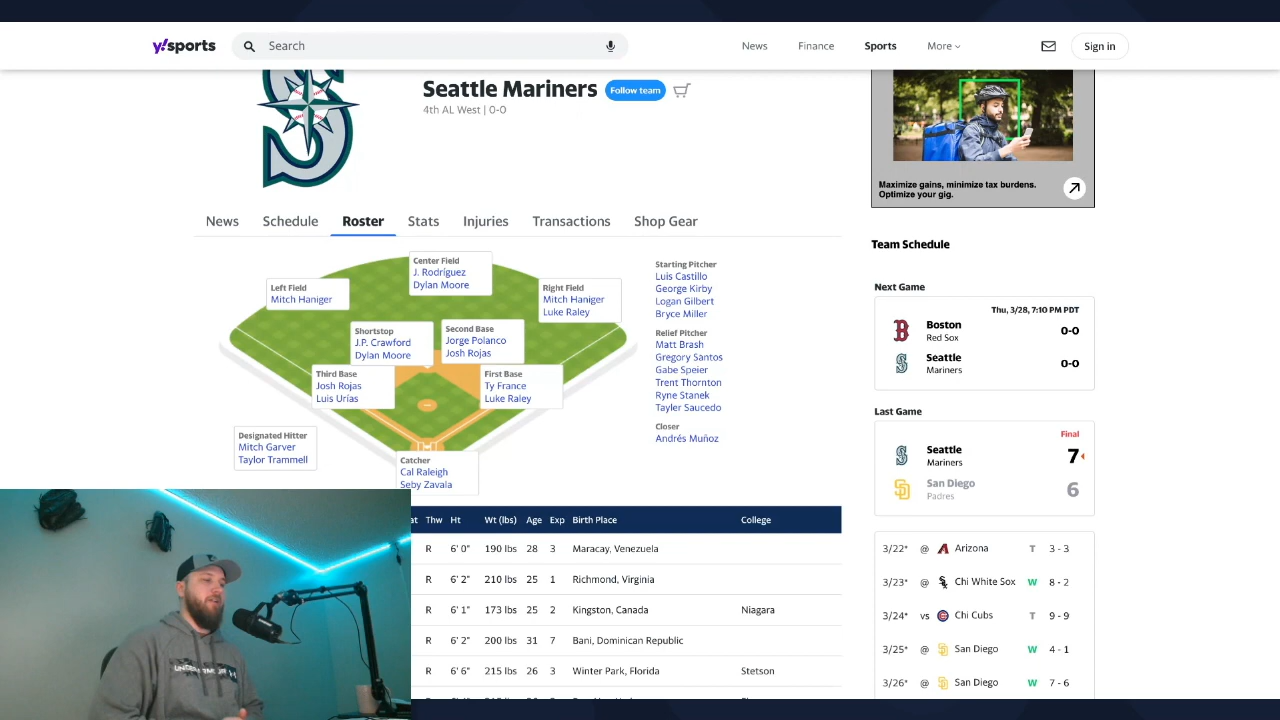 y!sports
Search
News
Finance
Sports
More
Sign in
Seattle Mariners
Follow team
4th AL West | 0-0
Maximize gains, minimize tax burdens.
Optimize your gig.
News
Schedule
Roster
Stats
Injuries
Transactions
Shop Gear
Center Field
J. Rodríguez
Dylan Moore
Left Field
Mitch Haniger
Right Field
Mitch Haniger
Luke Raley
Shortstop
J.P. Crawford
Dylan Moore
Second Base
Jorge Polanco
Josh Rojas
Third Base
Josh Rojas
Luis Urías
First Base
Ty France
Luke Raley
Designated Hitter
Mitch Garver
Taylor Trammell
Catcher
Cal Raleigh
Seby Zavala
Starting Pitcher
Luis Castillo
George Kirby
Logan Gilbert
Bryce Miller
Relief Pitcher
Matt Brash
Gregory Santos
Gabe Speier
Trent Thornton
Ryne Stanek
Tayler Saucedo
Closer
Andrés Muñoz
Team Schedule
Next Game
Thu, 3/28, 7:10 PM PDT
Boston 0-0
Red Sox
Seattle 0-0
Mariners
Last Game
Final
Seattle 7
Mariners
San Diego 6
Padres
3/22* @ Arizona T 3 - 3
3/23* @ Chi White Sox W 8 - 2
3/24* vs Chi Cubs T 9 - 9
3/25* @ San Diego W 4 - 1
3/26* @ San Diego W 7 - 6
at Thw Ht Wt (lbs) Age Exp Birth Place College
R 6' 0" 190 lbs 28 3 Maracay, Venezuela
R 6' 2" 210 lbs 25 1 Richmond, Virginia
R 6' 1" 173 lbs 25 2 Kingston, Canada Niagara
R 6' 2" 200 lbs 31 7 Bani, Dominican Republic
R 6' 6" 215 lbs 26 3 Winter Park, Florida Stetson